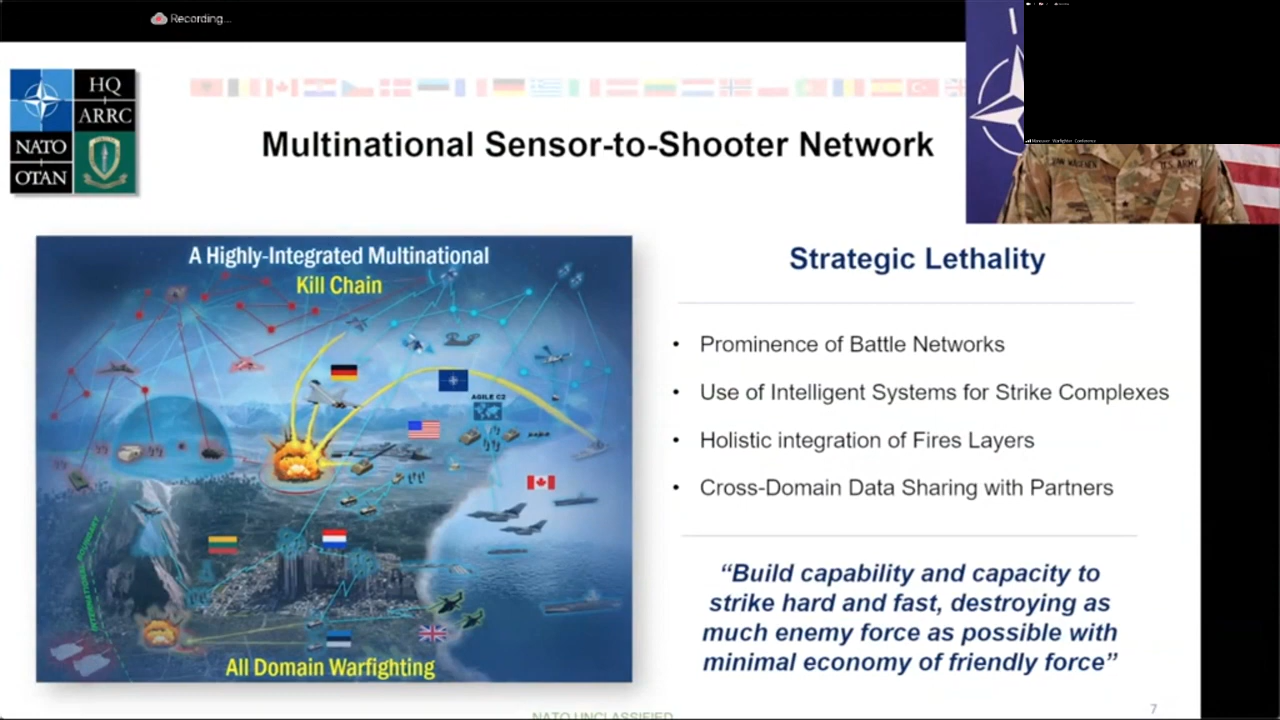 Recording...
HQ
ARRC
NATO
OTAN
Multinational Sensor-to-Shooter Network
U.S. ARMY
A Highly-Integrated Multinational
Kill Chain
AGILE C2
INTERNATIONAL BOUNDARY
All Domain Warfighting
Strategic Lethality
• Prominence of Battle Networks
• Use of Intelligent Systems for Strike Complexes
• Holistic integration of Fires Layers
• Cross-Domain Data Sharing with Partners
“Build capability and capacity to
strike hard and fast, destroying as
much enemy force as possible with
minimal economy of friendly force”
NATO UNCLASSIFIED
7